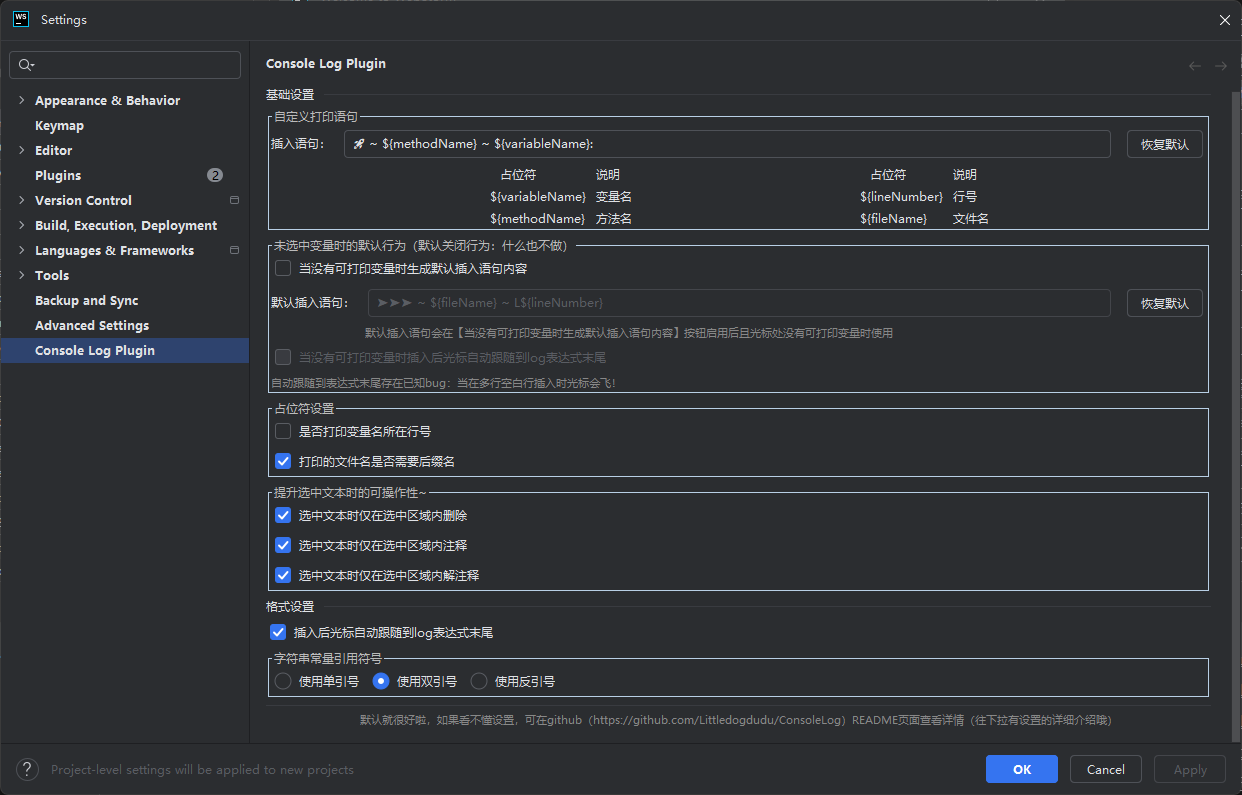 WS
Settings
Appearance & Behavior
Keymap
Editor
Plugins
2
Version Control
Build, Execution, Deployment
Languages & Frameworks
Tools
Backup and Sync
Advanced Settings
Console Log Plugin
Console Log Plugin
基础设置
自定义打印语句
插入语句：
🚀 ~ ${methodName} ~ ${variableName}:
恢复默认
占位符 说明 占位符 说明
${variableName} 变量名 ${lineNumber} 行号
${methodName} 方法名 ${fileName} 文件名
未选中变量时的默认行为（默认关闭行为：什么也不做）
当没有可打印变量时生成默认插入语句内容
默认插入语句：
➤➤➤ ~ ${fileName} ~ L${lineNumber}
恢复默认
默认插入语句会在【当没有可打印变量时生成默认插入语句内容】按钮启用后且光标处没有可打印变量时使用
当没有可打印变量时插入后光标自动跟随到log表达式末尾
自动跟随到表达式末尾存在已知bug：当在多行空白行插入时光标会飞！
占位符设置
是否打印变量名所在行号
打印的文件名是否需要后缀名
提升选中文本时的可操作性~
选中文本时仅在选中区域内删除
选中文本时仅在选中区域内注释
选中文本时仅在选中区域内解注释
格式设置
插入后光标自动跟随到log表达式末尾
字符串常量引用符号
使用单引号 使用双引号 使用反引号
默认就很好啦，如果看不懂设置，可在github（https://github.com/Littledogdudu/ConsoleLog）README页面查看详情（往下拉有设置的详细介绍哦）
? Project-level settings will be applied to new projects
OK Cancel Apply